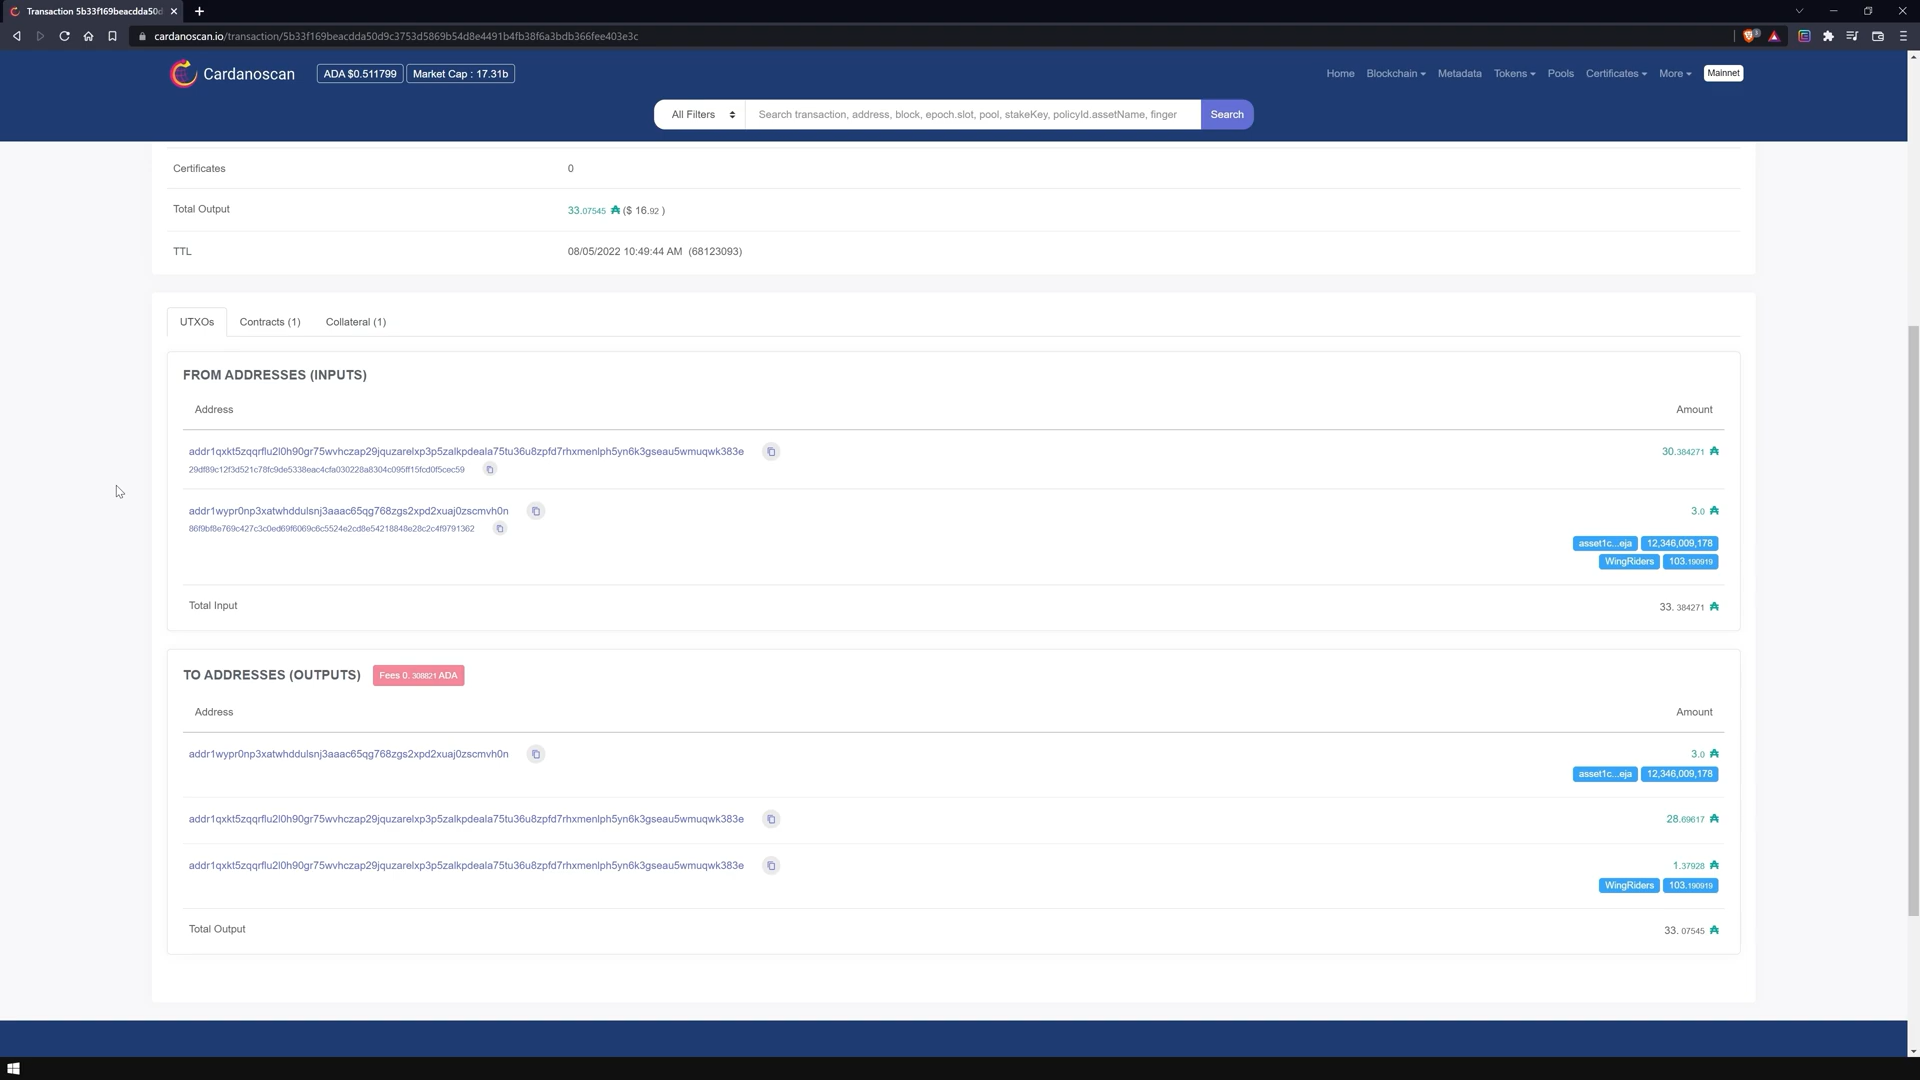 Transaction 5b33f169beacdda50d
cardanoscan.io/transaction/5b33f169beacdda50d9c3753d5869b54d8e4491b4fb38f6a3bdb366fee403e3c
Cardanoscan
ADA $0.511799
Market Cap : 17.31b
Home
Blockchain
Metadata
Tokens
Pools
Certificates
More
Mainnet
All Filters
Search transaction, address, block, epoch.slot, pool, stakeKey, policyId.assetName, finger
Search
Certificates
0
Total Output
33.07545 ₳ ($ 16.92 )
TTL
08/05/2022 10:49:44 AM (68123093)
UTXOs
Contracts (1)
Collateral (1)
FROM ADDRESSES (INPUTS)
Address
Amount
addr1qxkt5zqqrflu2l0h90gr75wvhczap29jquzarelxp3p5zalkpdeala75tu36u8zpfd7rhxmenlph5yn6k3gseau5wmuqwk383e
30.384271 ₳
29df89c12f3d521c78fc9de5338eac4cfa030228a8304c095ff15fcd0f5cec59
addr1wypr0np3xatwhddulsnj3aaac65qg768zgs2xpd2xuaj0zscmvh0n
3.0 ₳
86f9bf8e769c427c3c0ed69f6069c6c5524e2cd8e54218848e28c2c4f9791362
asset1c...eja 12,346,009,178
WingRiders 103.190919
Total Input
33. 384271 ₳
TO ADDRESSES (OUTPUTS)
Fees 0. 308821 ADA
Address
Amount
addr1wypr0np3xatwhddulsnj3aaac65qg768zgs2xpd2xuaj0zscmvh0n
3.0 ₳
asset1c...eja 12,346,009,178
addr1qxkt5zqqrflu2l0h90gr75wvhczap29jquzarelxp3p5zalkpdeala75tu36u8zpfd7rhxmenlph5yn6k3gseau5wmuqwk383e
28.69617 ₳
addr1qxkt5zqqrflu2l0h90gr75wvhczap29jquzarelxp3p5zalkpdeala75tu36u8zpfd7rhxmenlph5yn6k3gseau5wmuqwk383e
1.37928 ₳
WingRiders 103.190919
Total Output
33. 07545 ₳